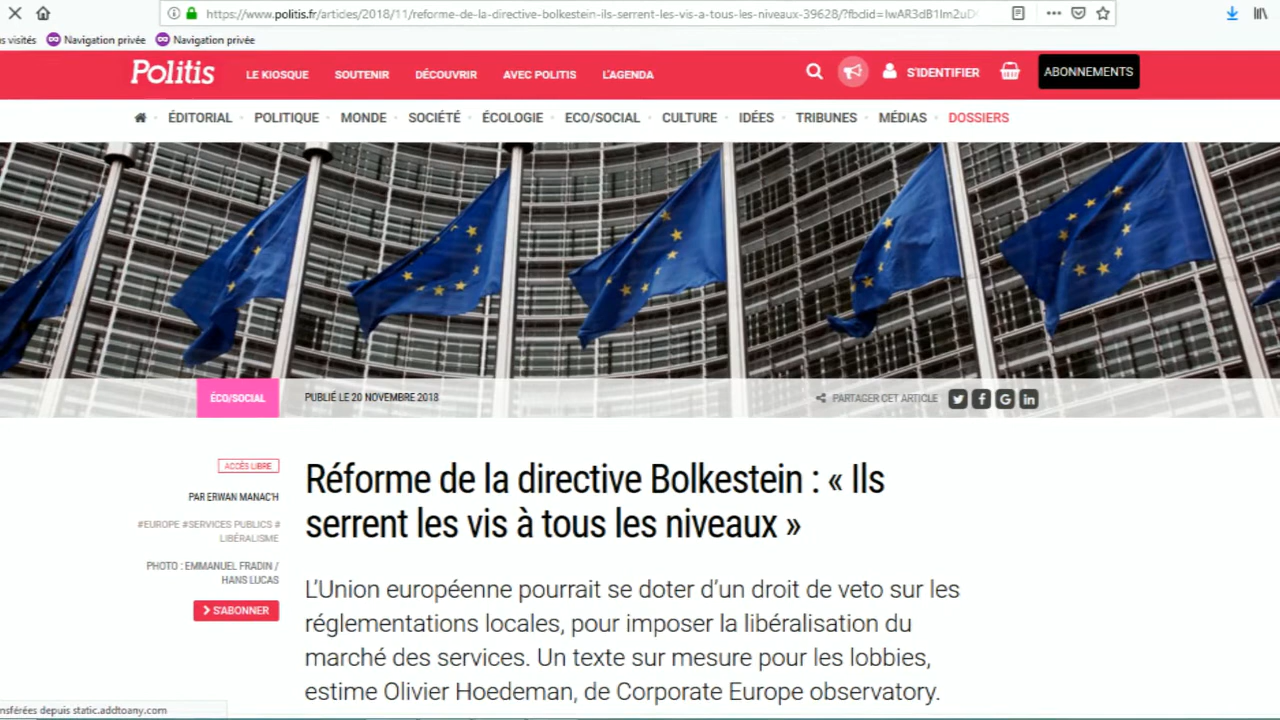 https://www.politis.fr/articles/2018/11/reforme-de-la-directive-bolkestein-ils-serrent-les-vis-a-tous-les-niveaux-39628/?fbclid=IwAR3dB1Im2uD
s visités Navigation privée Navigation privée
Politis LE KIOSQUE SOUTENIR DÉCOUVRIR AVEC POLITIS L'AGENDA S'IDENTIFIER ABONNEMENTS
ÉDITORIAL POLITIQUE MONDE SOCIÉTÉ ÉCOLOGIE ECO/SOCIAL CULTURE IDÉES TRIBUNES MÉDIAS DOSSIERS
ÉCO/SOCIAL PUBLIÉ LE 20 NOVEMBRE 2018 PARTAGER CET ARTICLE
ACCÈS LIBRE
PAR ERWAN MANAC'H
#EUROPE #SERVICES PUBLICS #
LIBÉRALISME
PHOTO : EMMANUEL FRADIN /
HANS LUCAS
S'ABONNER
Réforme de la directive Bolkestein : « Ils
serrent les vis à tous les niveaux »
L'Union européenne pourrait se doter d'un droit de veto sur les
réglementations locales, pour imposer la libéralisation du
marché des services. Un texte sur mesure pour les lobbies,
estime Olivier Hoedeman, de Corporate Europe observatory.
nsférées depuis static.addtoany.com